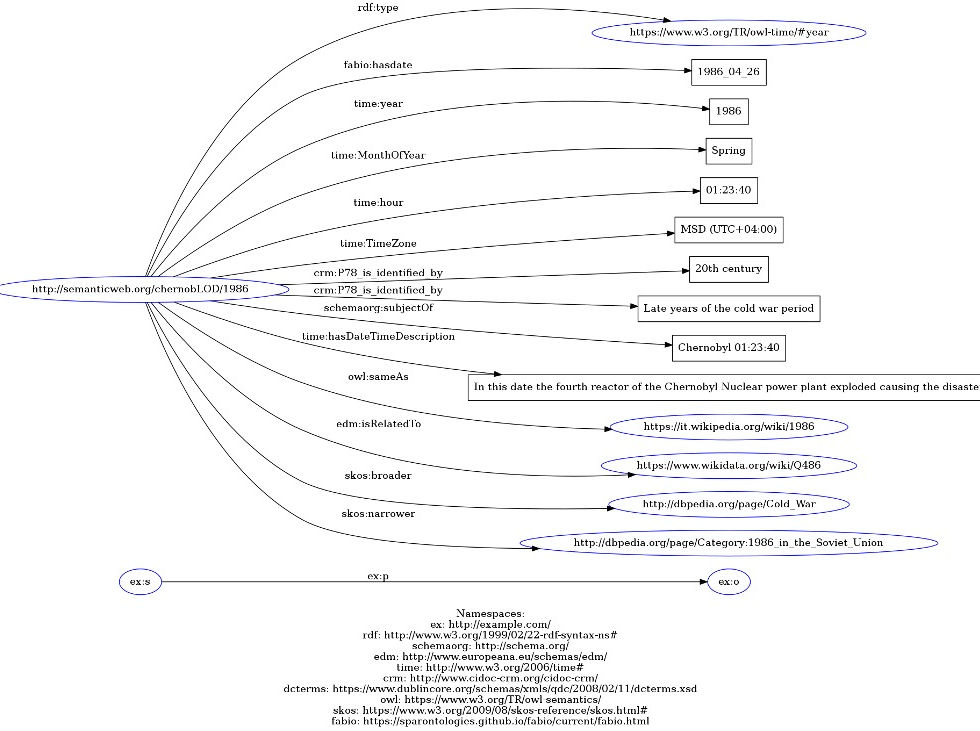 rdf:type
https://www.w3.org/TR/owl-time/#year
fabio:hasdate
1986_04_26
time:year
1986
time:MonthOfYear
Spring
time:hour
01:23:40
time:TimeZone
MSD (UTC+04:00)
crm:P78_is_identified_by
20th century
http://semanticweb.org/chernobLOD/1986
crm:P78_is_identified_by
Late years of the cold war period
schemaorg:subjectOf
Chernobyl 01:23:40
time:hasDateTimeDescription
In this date the fourth reactor of the Chernobyl Nuclear power plant exploded causing the disaste
owl:sameAs
https://it.wikipedia.org/wiki/1986
edm:isRelatedTo
https://www.wikidata.org/wiki/Q486
skos:broader
http://dbpedia.org/page/Cold_War
skos:narrower
http://dbpedia.org/page/Category:1986_in_the_Soviet_Union
ex:s
ex:p
ex:o
Namespaces:
ex: http://example.com/
rdf: http://www.w3.org/1999/02/22-rdf-syntax-ns#
schemaorg: http://schema.org/
edm: http://www.europeana.eu/schemas/edm/
time: http://www.w3.org/2006/time#
crm: http://www.cidoc-crm.org/cidoc-crm/
dcterms: https://www.dublincore.org/schemas/xmls/qdc/2008/02/11/dcterms.xsd
owl: https://www.w3.org/TR/owl-semantics/
skos: https://www.w3.org/2009/08/skos-reference/skos.html#
fabio: https://sparontologies.github.io/fabio/current/fabio.html